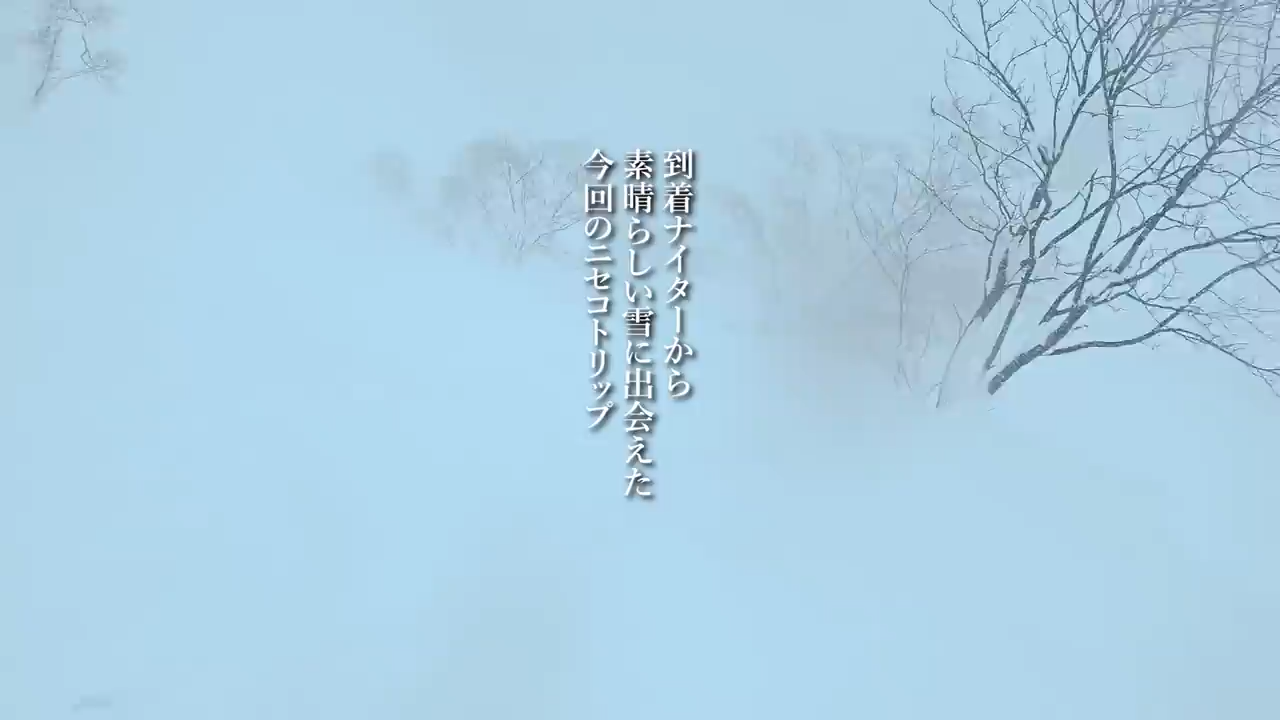 到着ナイターから
素晴らしい雪に出会えた
今回のニセコトリップ